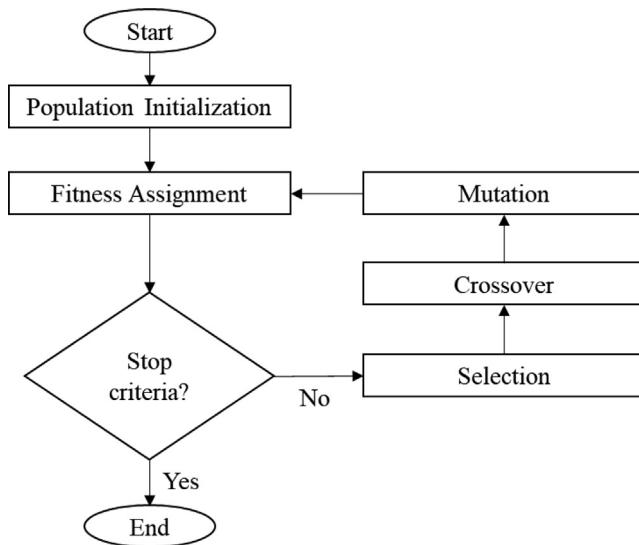 Start
Population Initialization
Fitness Assignment
Mutation
Crossover
Stop
criteria?
No
Selection
Yes
End